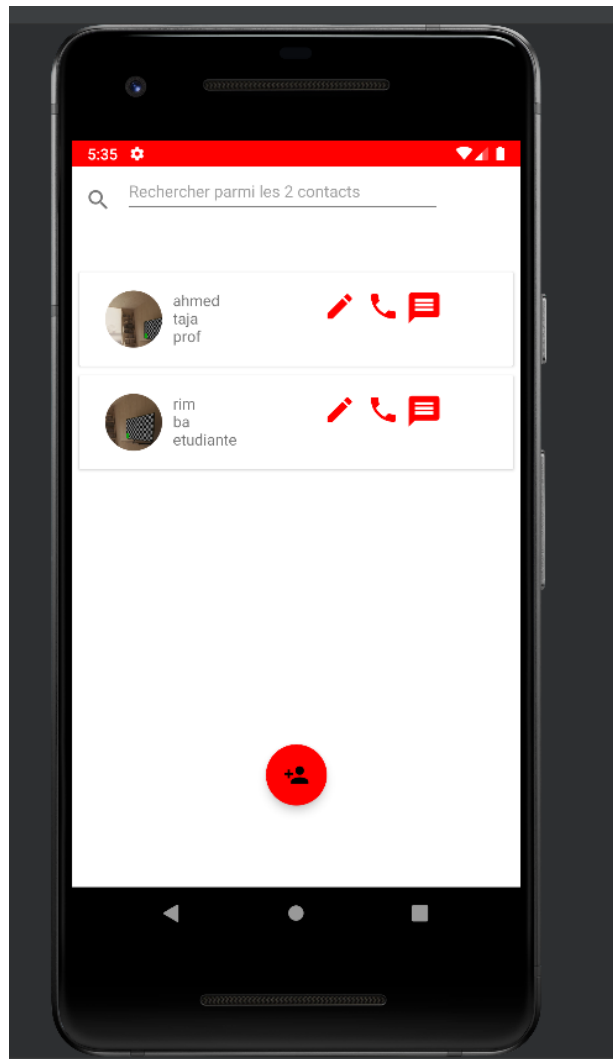 5:35
Rechercher parmi les 2 contacts
ahmed
taja
prof
rim
ba
etudiante